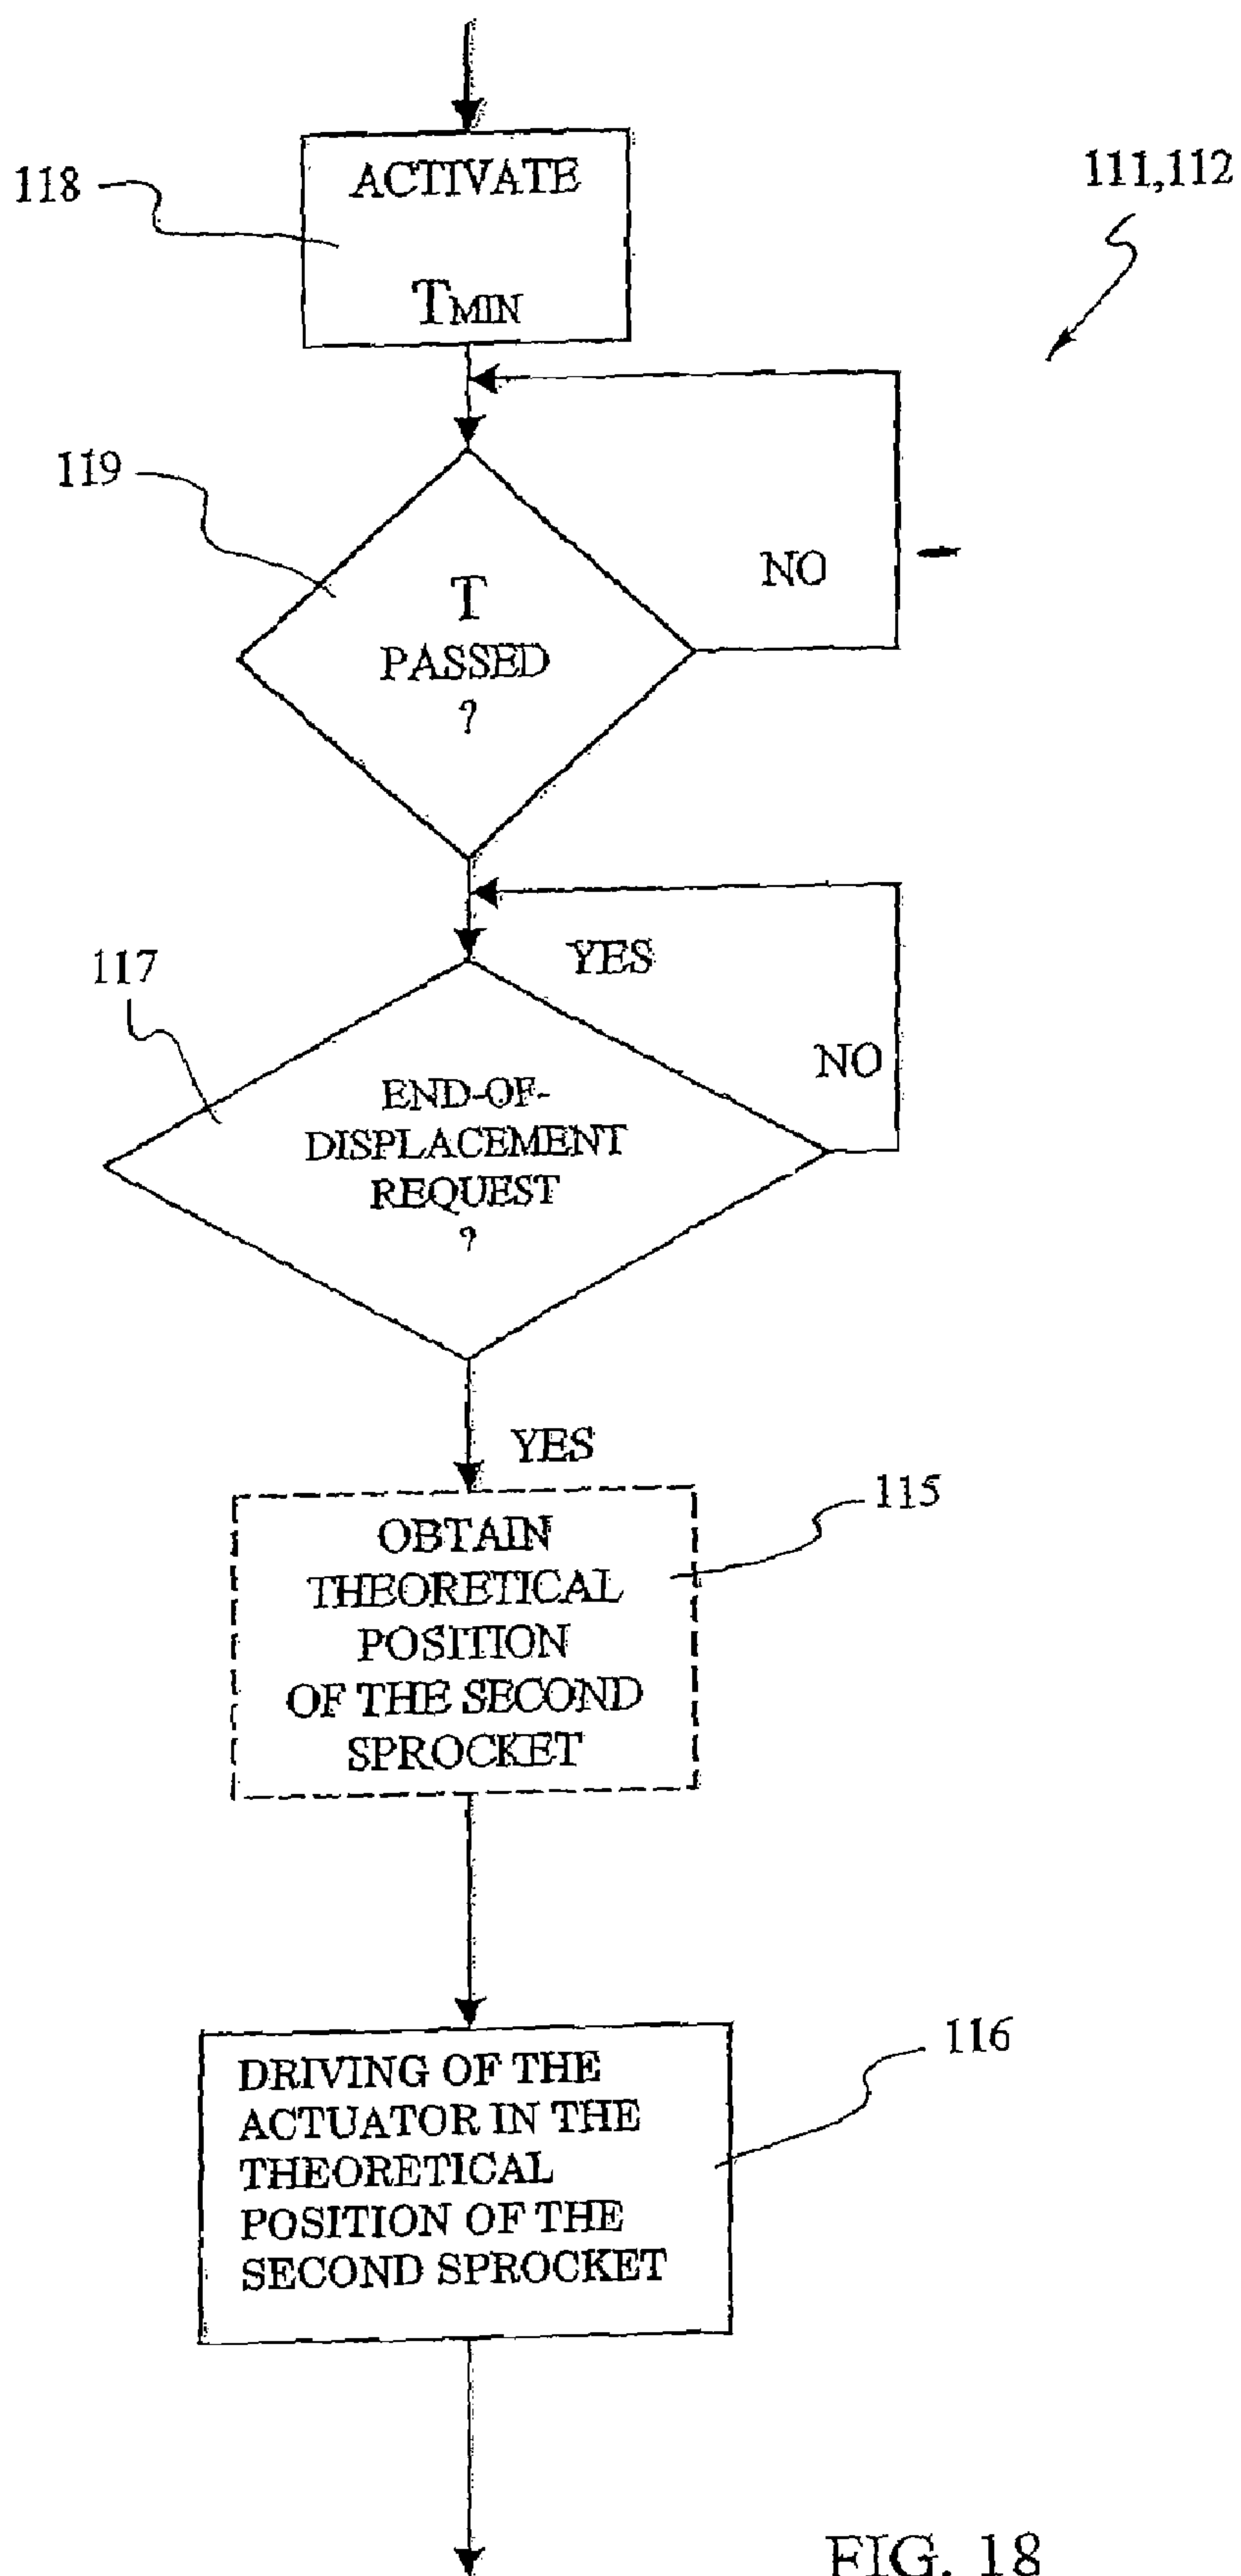 118
ACTIVATE
TMIN
111,112
119
T
PASSED
?
NO
117
YES
NO
END-OF-
DISPLACEMENT
REQUEST
?
YES
115
OBTAIN
THEORETICAL
POSITION
OF THE SECOND
SPROCKET
116
DRIVING OF THE
ACTUATOR IN THE
THEORETICAL
POSITION OF THE
SECOND SPROCKET
FIG. 18